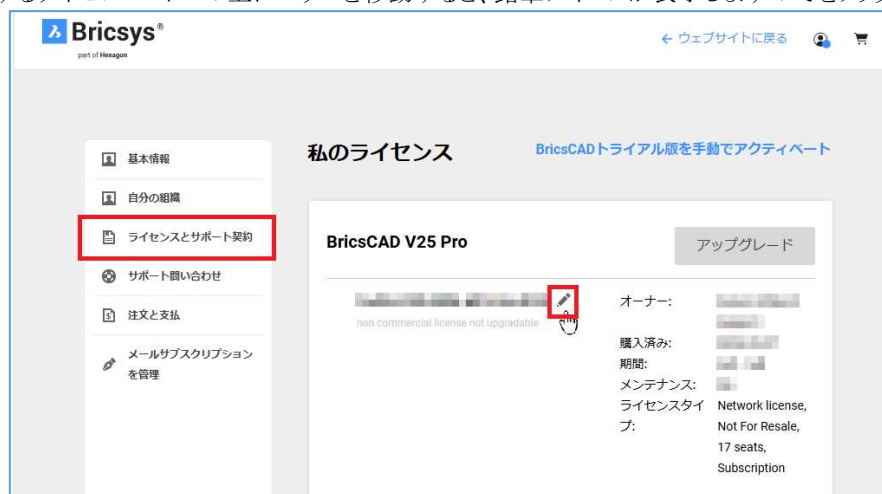 Bricsys®
part of Hexagon
← ウェブサイトに戻る
基本情報
自分の組織
ライセンスとサポート契約
サポート問い合わせ
注文と支払
メールサブスクリプション
を管理
私のライセンス
BricsCADトライアル版を手動でアクティベート
BricsCAD V25 Pro
アップグレード
non commercial license not upgradable
オーナー:
購入済み:
期間:
メンテナンス:
ライセンスタイ
プ:
Network license,
Not For Resale,
17 seats,
Subscription